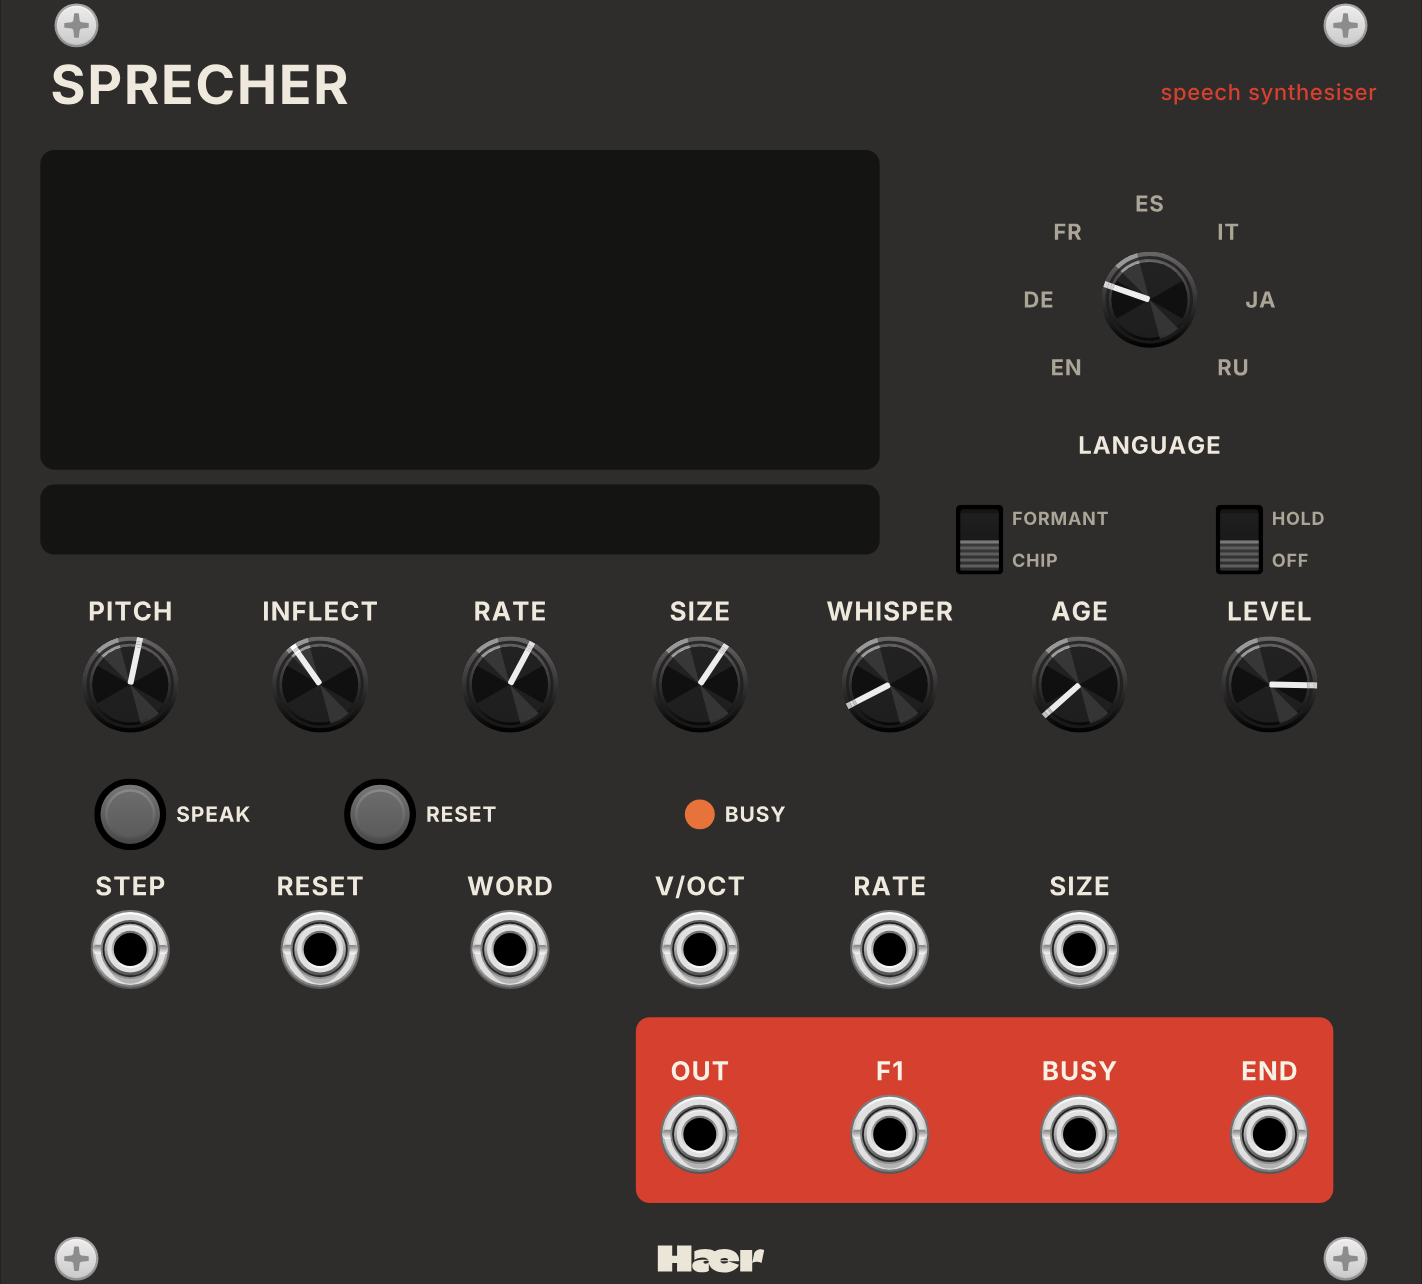 SPRECHER
speech synthesiser
ES
FR
IT
DE
JA
EN
RU
LANGUAGE
FORMANT
HOLD
CHIP
OFF
PITCH
INFLECT
RATE
SIZE
WHISPER
AGE
LEVEL
SPEAK
RESET
BUSY
STEP
RESET
WORD
V/OCT
RATE
SIZE
OUT
F1
BUSY
END
Hær